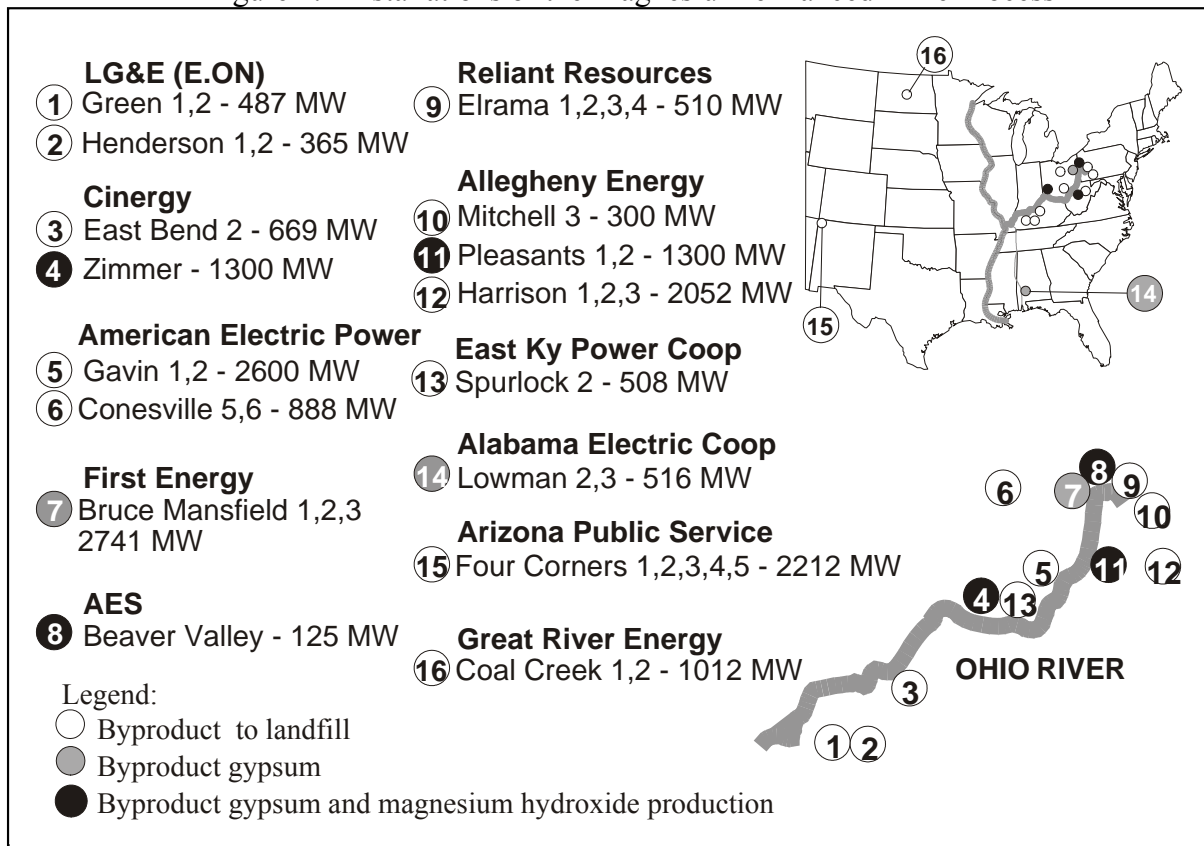 LG&E (E.ON)
1 Green 1,2 - 487 MW
2 Henderson 1,2 - 365 MW
Cinergy
3 East Bend 2 - 669 MW
4 Zimmer - 1300 MW
American Electric Power
5 Gavin 1,2 - 2600 MW
6 Conesville 5,6 - 888 MW
First Energy
7 Bruce Mansfield 1,2,3
2741 MW
AES
8 Beaver Valley - 125 MW
Reliant Resources
9 Elrama 1,2,3,4 - 510 MW
Allegheny Energy
10 Mitchell 3 - 300 MW
11 Pleasants 1,2 - 1300 MW
12 Harrison 1,2,3 - 2052 MW
East Ky Power Coop
13 Spurlock 2 - 508 MW
Alabama Electric Coop
14 Lowman 2,3 - 516 MW
Arizona Public Service
15 Four Corners 1,2,3,4,5 - 2212 MW
Great River Energy
16 Coal Creek 1,2 - 1012 MW
Legend:
Byproduct to landfill
Byproduct gypsum
Byproduct gypsum and magnesium hydroxide production
16
14
15
8
9
7
6
10
11
12
5
4
13
OHIO RIVER
3
1
2